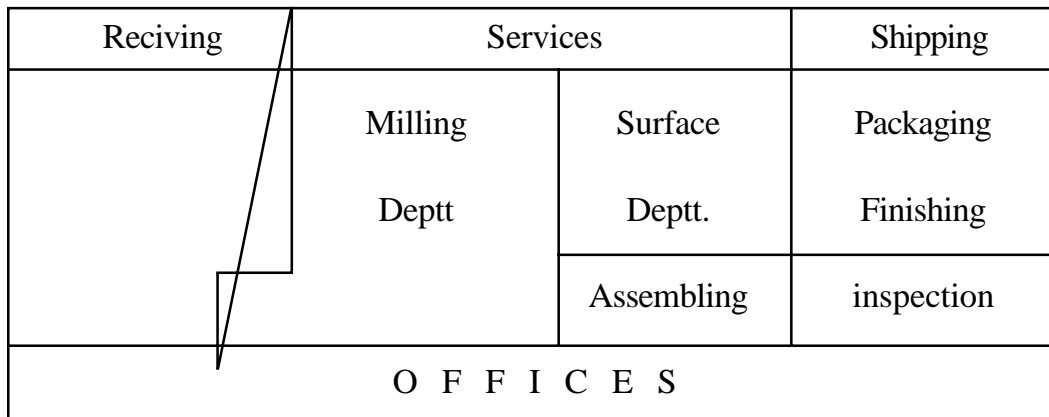 Reciving Services Shipping
Milling Surface Packaging
Deptt Deptt. Finishing
Assembling inspection
O F F I C E S